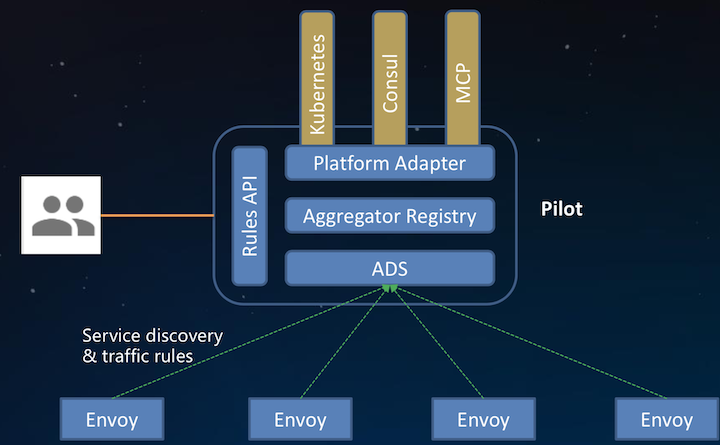 Kubernetes
Consul
MCP
Rules API
Platform Adapter
Aggregator Registry
ADS
Pilot
Service discovery
& traffic rules
Envoy
Envoy
Envoy
Envoy